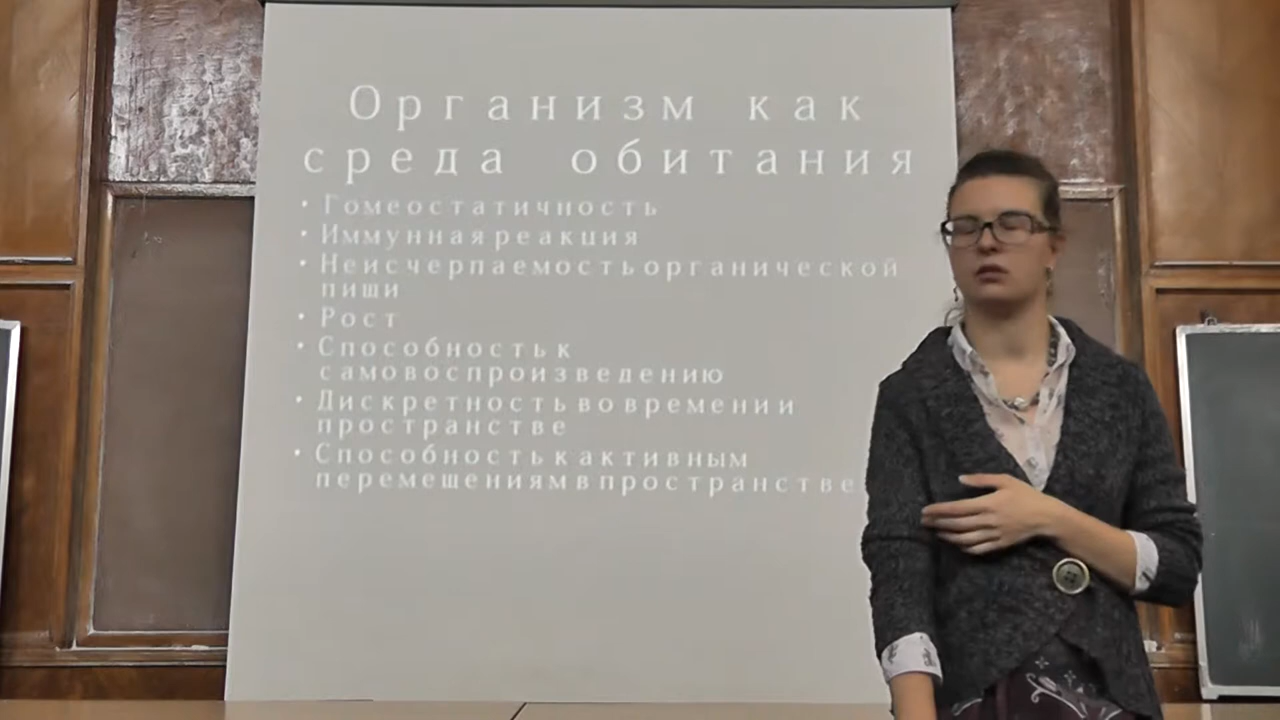 Организм как
среда обитания
• Гомеостатичность
• Иммунная реакция
• Неисчерпаемость органической
пищи
• Рост
• Способность к
самовоспроизведению
• Дискретность во времени и
пространстве
• Способность к активным
перемещениям в пространстве